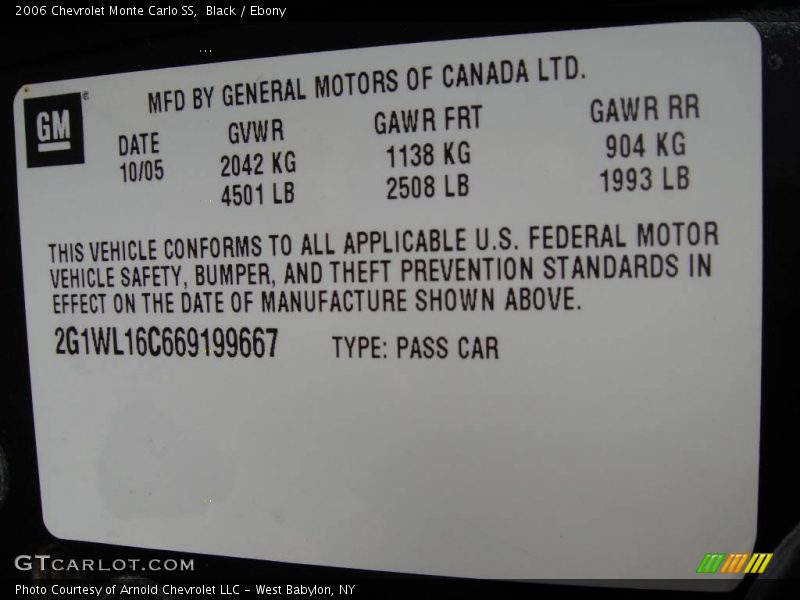 2006 Chevrolet Monte Carlo SS, Black / Ebony
GM
MFD BY GENERAL MOTORS OF CANADA LTD.
DATE GVWR GAWR FRT GAWR RR
10/05 2042 KG 1138 KG 904 KG
4501 LB 2508 LB 1993 LB
THIS VEHICLE CONFORMS TO ALL APPLICABLE U.S. FEDERAL MOTOR
VEHICLE SAFETY, BUMPER, AND THEFT PREVENTION STANDARDS IN
EFFECT ON THE DATE OF MANUFACTURE SHOWN ABOVE.
2G1WL16C669199667 TYPE: PASS CAR
GTCARLOT.COM
Photo Courtesy of Arnold Chevrolet LLC - West Babylon, NY